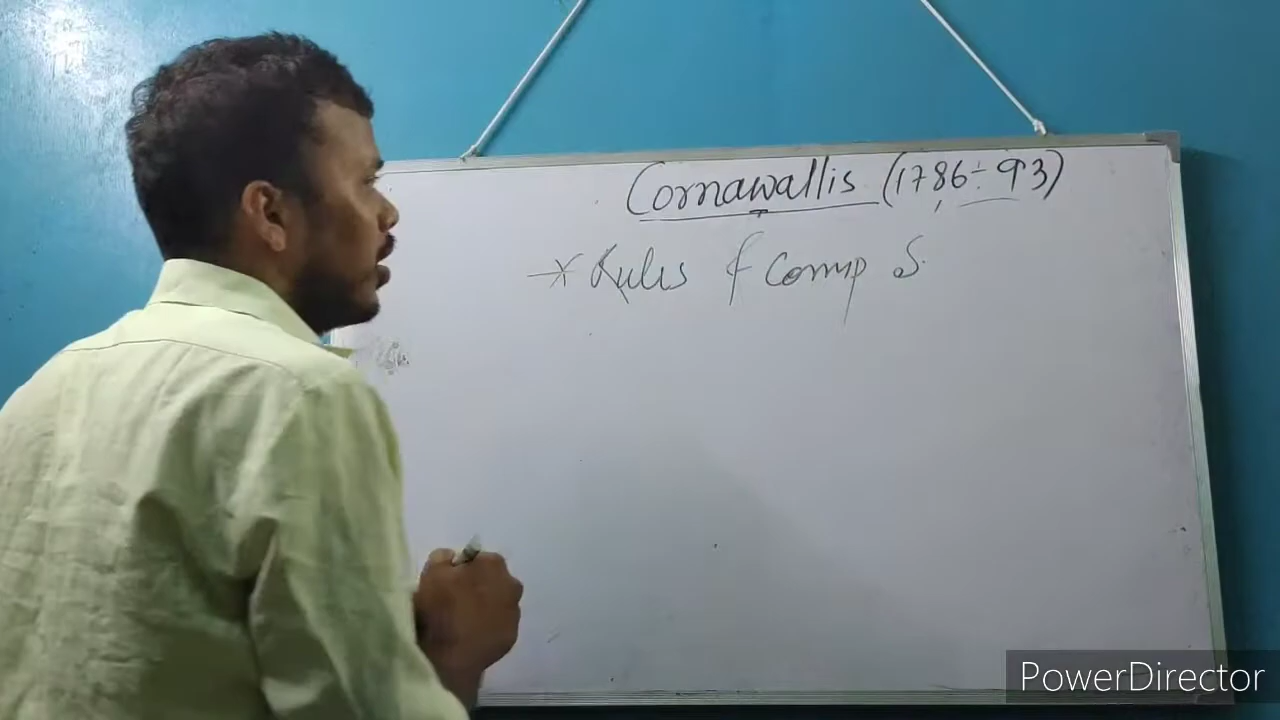 Cornawallis (1786-93)
* Rules of Comp S.
PowerDirector